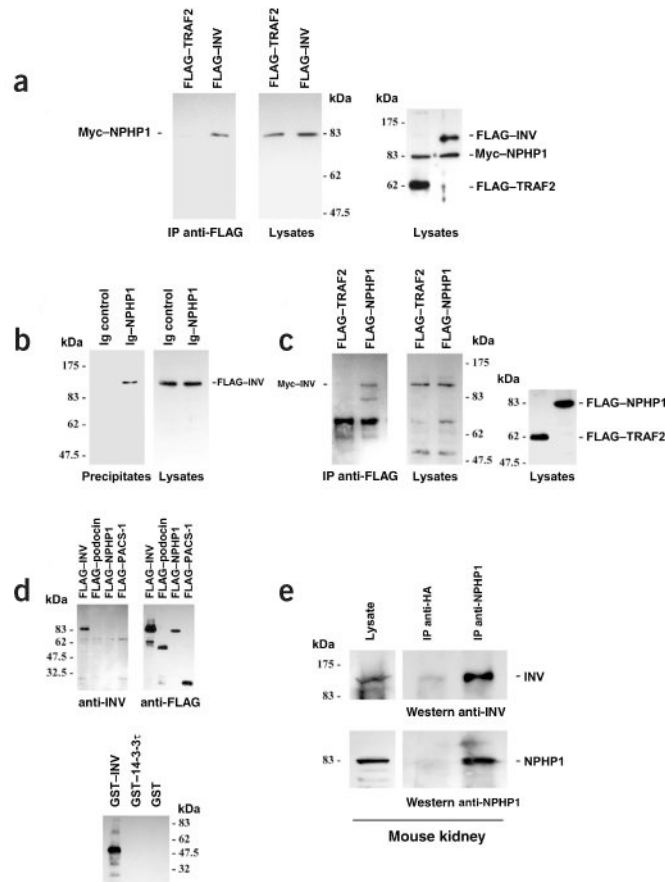 a
FLAG–TRAF2
FLAG–INV
FLAG–TRAF2
FLAG–INV
kDa
Myc–NPHP1 -
- 83
- 62
- 47.5
IP anti-FLAG
Lysates
kDa
175 -
83 -
62 -
- FLAG–INV
- Myc–NPHP1
- FLAG–TRAF2
Lysates
b
Ig control
Ig–NPHP1
Ig control
Ig–NPHP1
kDa
175 -
83 -
62 -
47.5 -
- FLAG–INV
Precipitates
Lysates
c
FLAG–TRAF2
FLAG–NPHP1
FLAG–TRAF2
FLAG–NPHP1
kDa
Myc–INV -
- 175
- 83
- 62
- 47.5
IP anti-FLAG
Lysates
kDa
83 -
62 -
47.5 -
- FLAG–NPHP1
- FLAG–TRAF2
Lysates
d
FLAG–INV
FLAG–podocin
FLAG–NPHP1
FLAG–PACS-1
FLAG–INV
FLAG–podocin
FLAG–NPHP1
FLAG–PACS-1
kDa
83 -
62 -
47.5 -
32.5 -
anti-INV
anti-FLAG
GST–INV
GST–14-3-3τ
GST
kDa
- 83
- 62
- 47.5
- 32
e
Lysate
IP anti-HA
IP anti-NPHP1
kDa
175 -
83 -
- INV
Western anti-INV
83 -
- NPHP1
Western anti-NPHP1
Mouse kidney